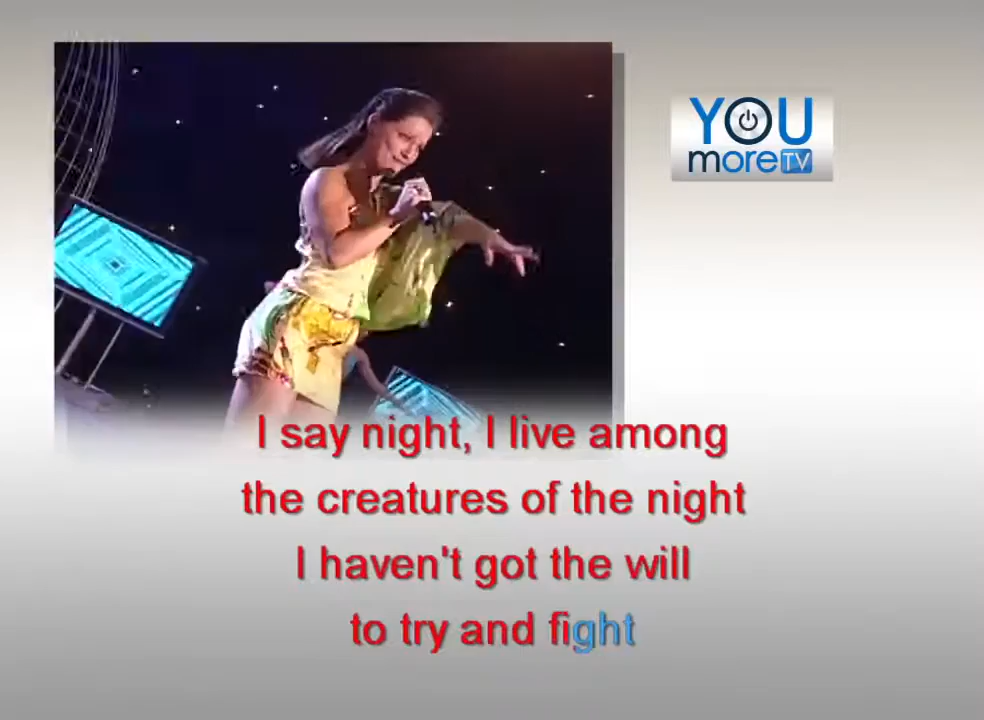 YOU
moreTV
I say night, I live among
the creatures of the night
I haven't got the will
to try and fight